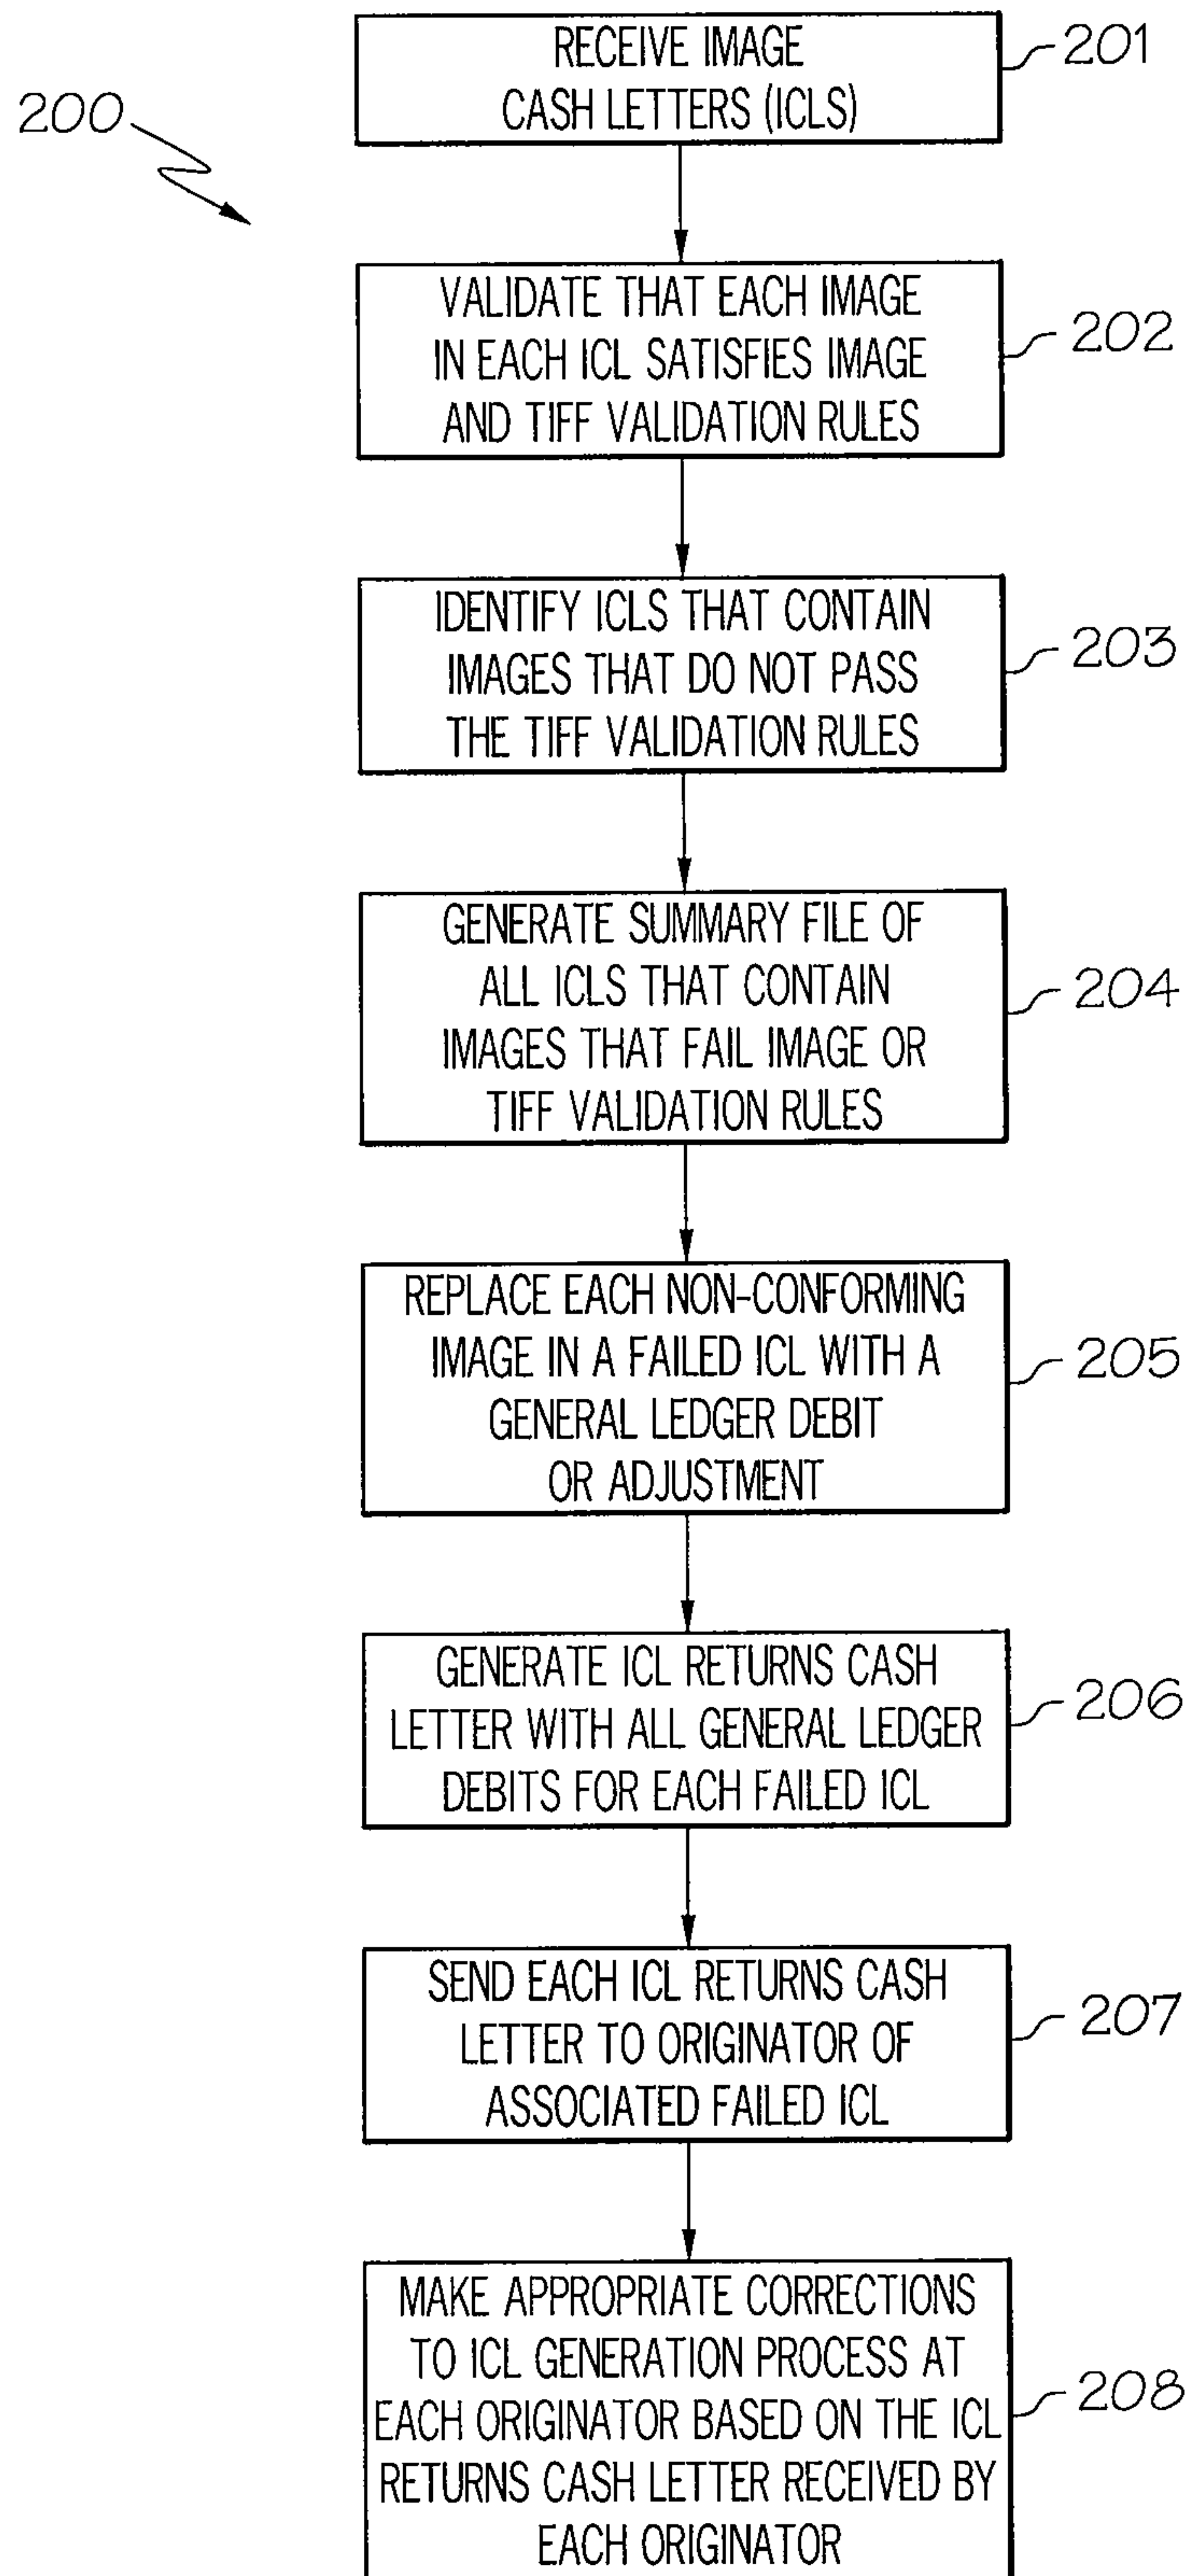 RECEIVE IMAGE
CASH LETTERS (ICLS)
201
200
VALIDATE THAT EACH IMAGE
IN EACH ICL SATISFIES IMAGE
AND TIFF VALIDATION RULES
202
IDENTIFY ICLS THAT CONTAIN
IMAGES THAT DO NOT PASS
THE TIFF VALIDATION RULES
203
GENERATE SUMMARY FILE OF
ALL ICLS THAT CONTAIN
IMAGES THAT FAIL IMAGE OR
TIFF VALIDATION RULES
204
REPLACE EACH NON-CONFORMING
IMAGE IN A FAILED ICL WITH A
GENERAL LEDGER DEBIT
OR ADJUSTMENT
205
GENERATE ICL RETURNS CASH
LETTER WITH ALL GENERAL LEDGER
DEBITS FOR EACH FAILED ICL
206
SEND EACH ICL RETURNS CASH
LETTER TO ORIGINATOR OF
ASSOCIATED FAILED ICL
207
MAKE APPROPRIATE CORRECTIONS
TO ICL GENERATION PROCESS AT
EACH ORIGINATOR BASED ON THE ICL
RETURNS CASH LETTER RECEIVED BY
EACH ORIGINATOR
208